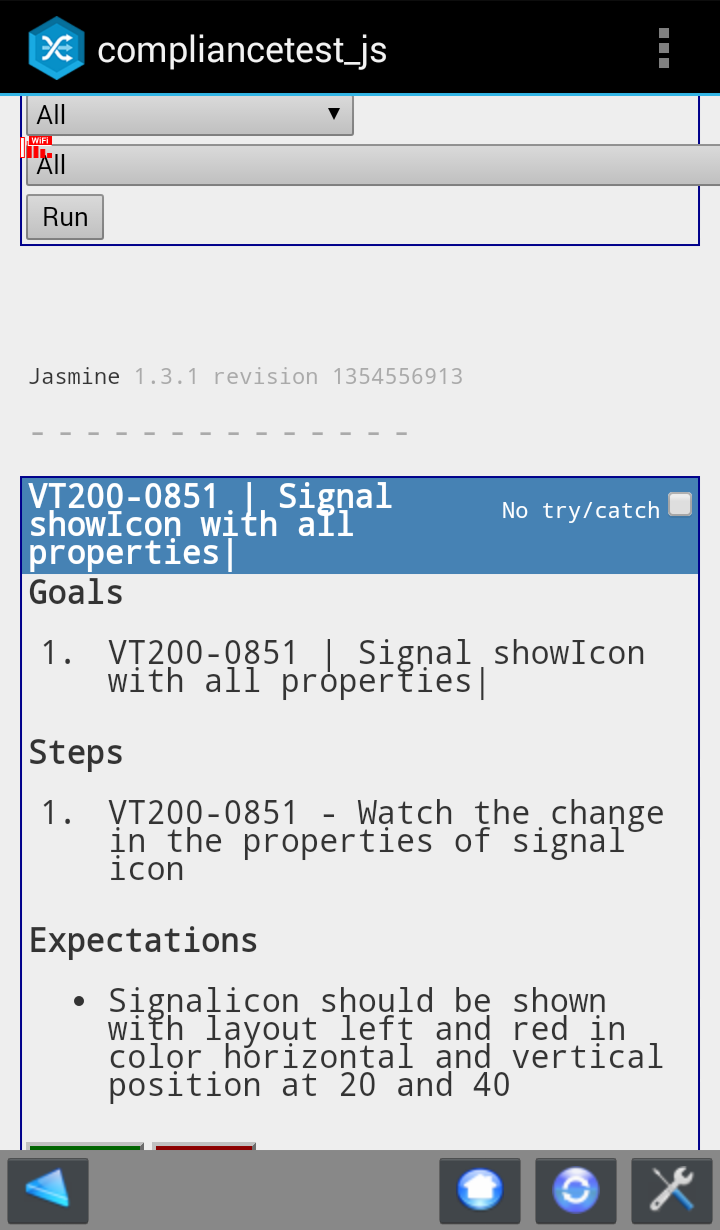 compliancetest_js
All
WiFi
All
Run
Jasmine 1.3.1 revision 1354556913
- - - - - - - - - - - - - -
VT200-0851 | Signal
showIcon with all
properties|
No try/catch
Goals
1. VT200-0851 | Signal showIcon
with all properties|
Steps
1. VT200-0851 - Watch the change
in the properties of signal
icon
Expectations
• Signalicon should be shown
with layout left and red in
color horizontal and vertical
position at 20 and 40